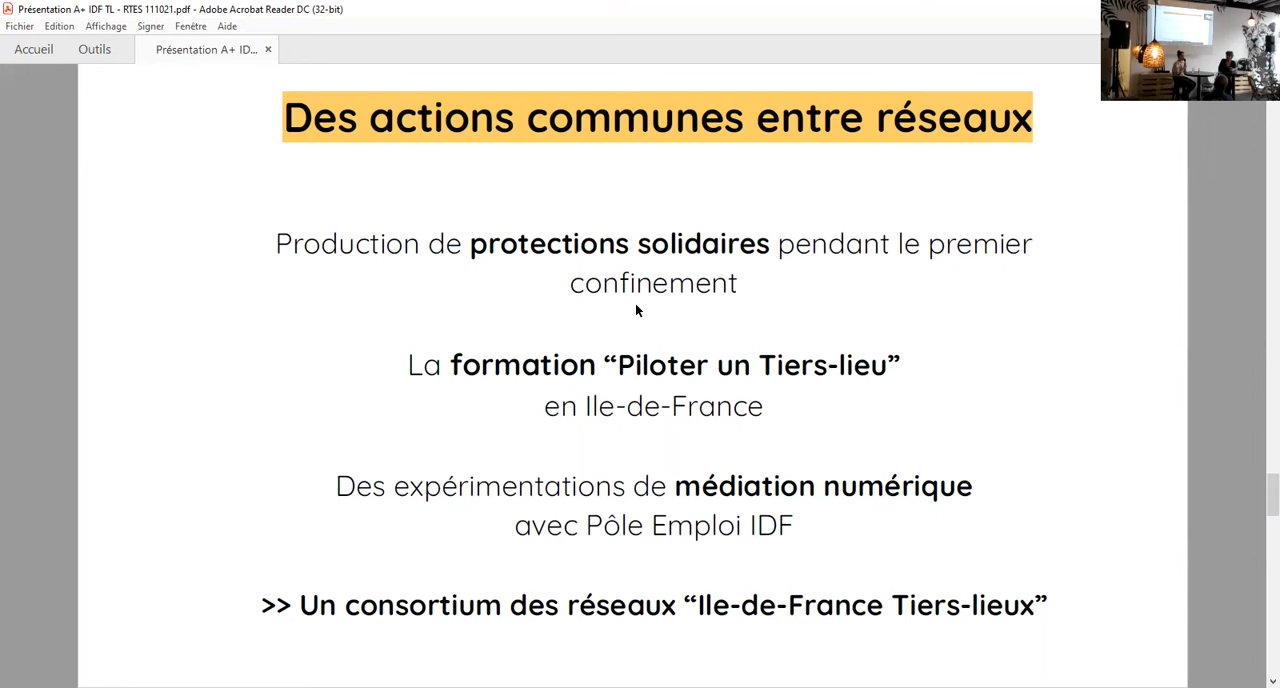 Présentation A+ IDF TL - RTES 111021.pdf - Adobe Acrobat Reader DC (32-bit)
Fichier Edition Affichage Signer Fenêtre Aide
Accueil Outils Présentation A+ ID... ×
Des actions communes entre réseaux
Production de protections solidaires pendant le premier
confinement
La formation “Piloter un Tiers-lieu”
en Ile-de-France
Des expérimentations de médiation numérique
avec Pôle Emploi IDF
>> Un consortium des réseaux “Ile-de-France Tiers-lieux”